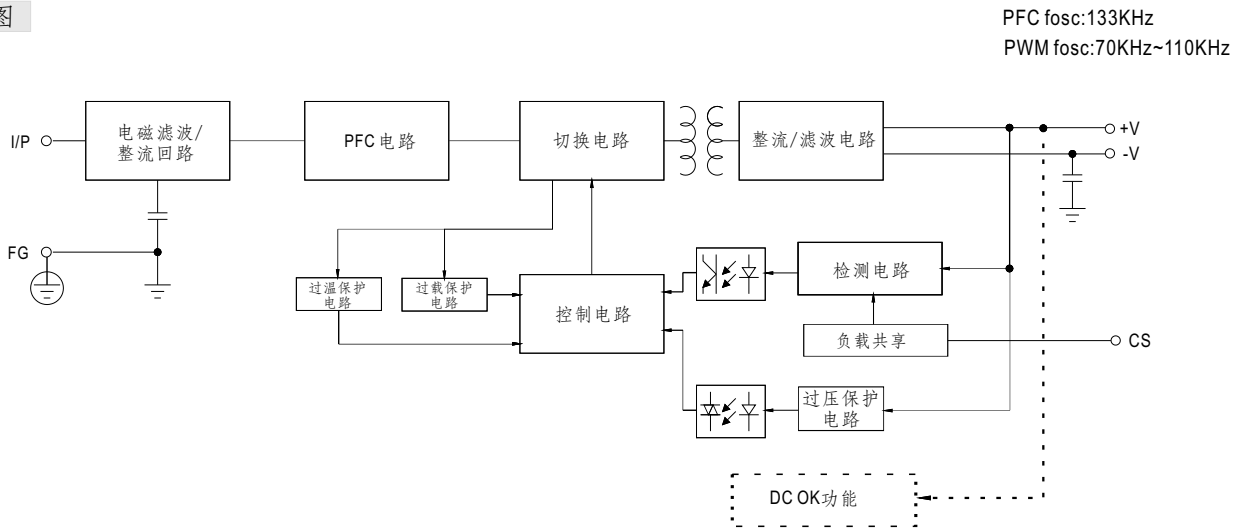 图
PFC fosc:133KHz
PWM fosc:70KHz~110KHz
I/P
电磁滤波/
整流回路
PFC 电路
切换电路
整流/滤波电路
+V
-V
FG
过温保护
电路
过载保护
电路
控制电路
检测电路
负载共享
CS
过压保护
电路
DC OK功能